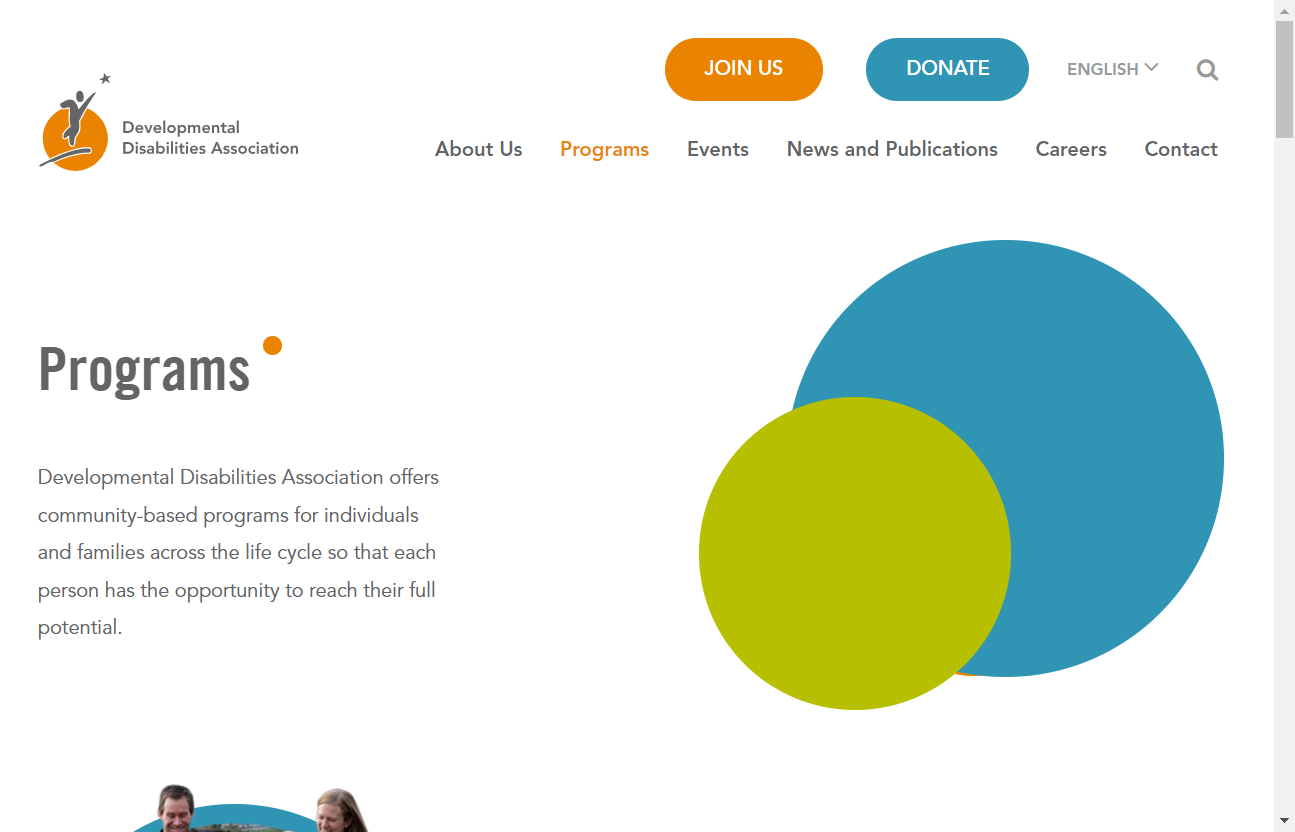 JOIN US
DONATE
ENGLISH
Developmental
Disabilities Association
About Us
Programs
Events
News and Publications
Careers
Contact
Programs
Developmental Disabilities Association offers
community-based programs for individuals
and families across the life cycle so that each
person has the opportunity to reach their full
potential.